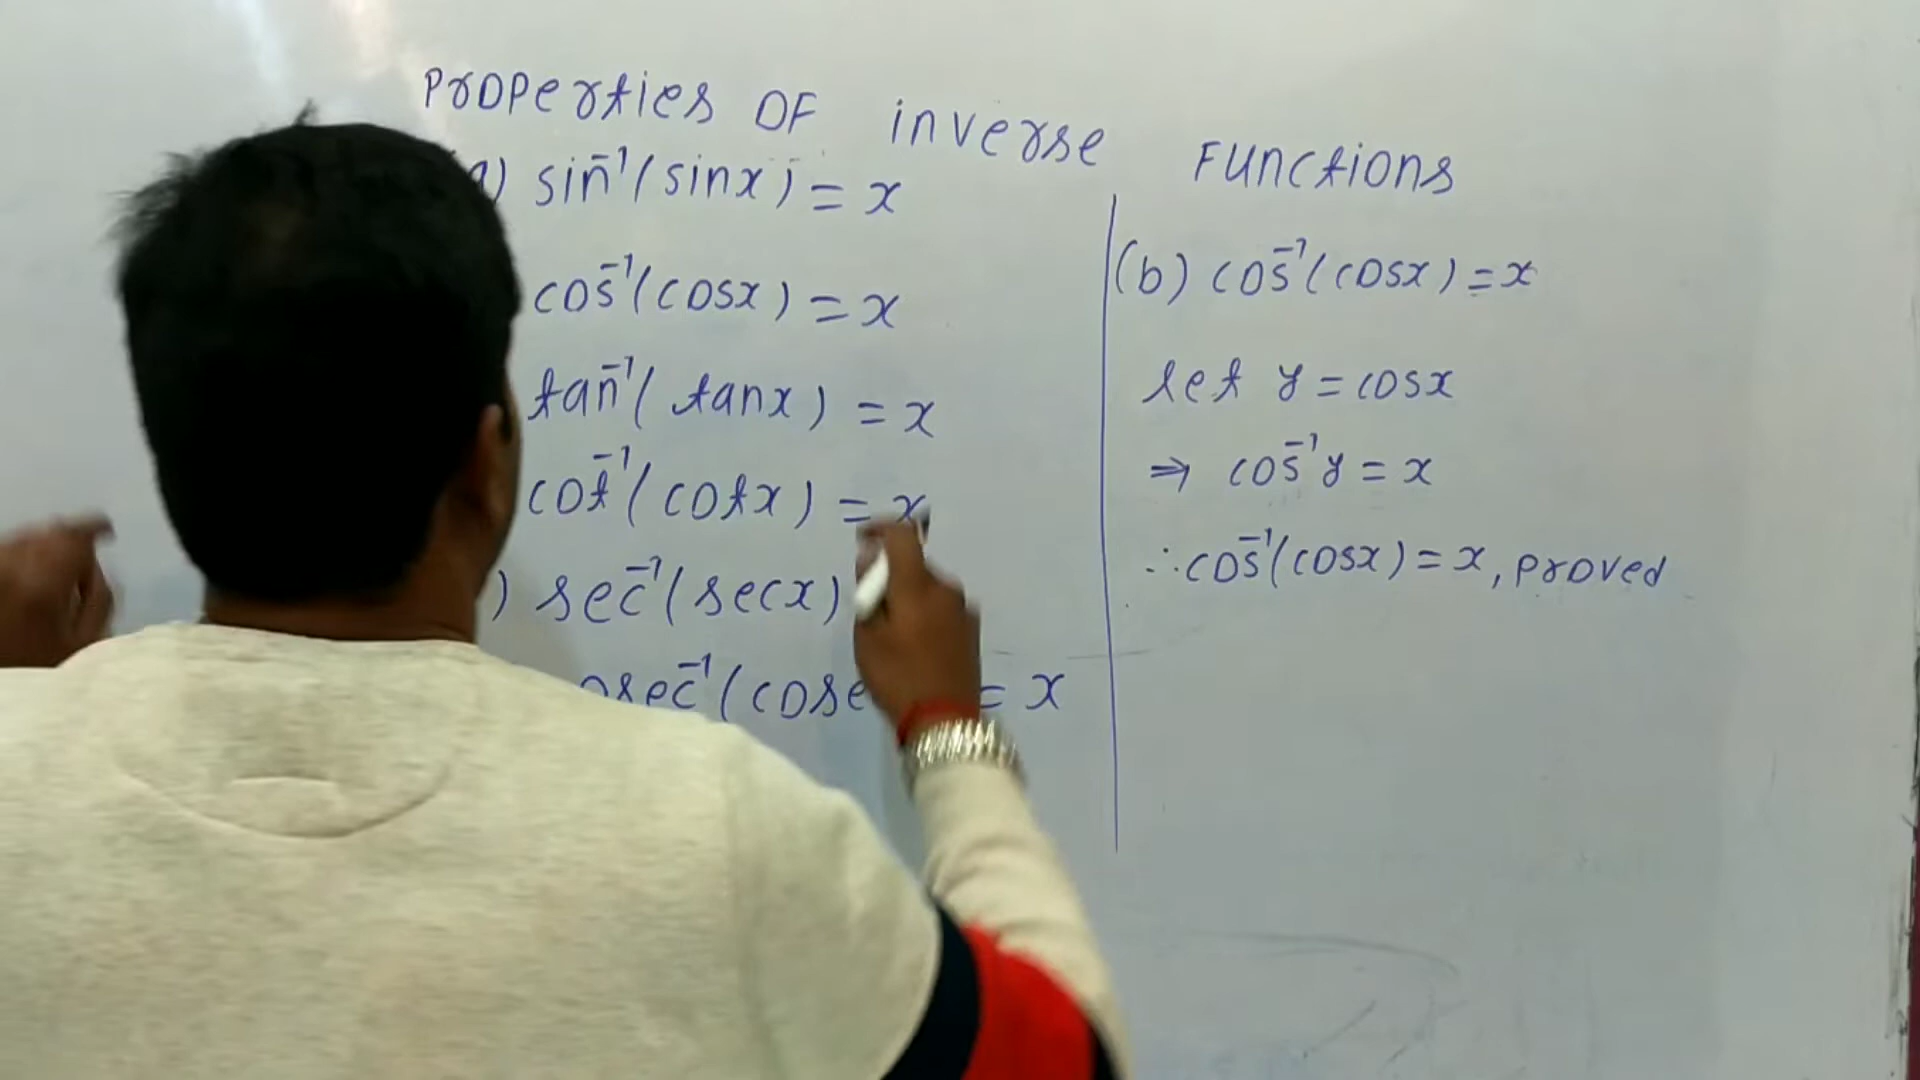 PROPerties OF inverse Functions
a) sin⁻¹(sinx) = x
cos⁻¹(cosx) = x
tan⁻¹(tanx) = x
cot⁻¹(cotx) = x
) sec⁻¹(secx)
osec⁻¹(cose = x
(b) cos⁻¹(cosx) = x
let y = cosx
⇒ cos⁻¹y = x
∴ cos⁻¹(cosx) = x, proved